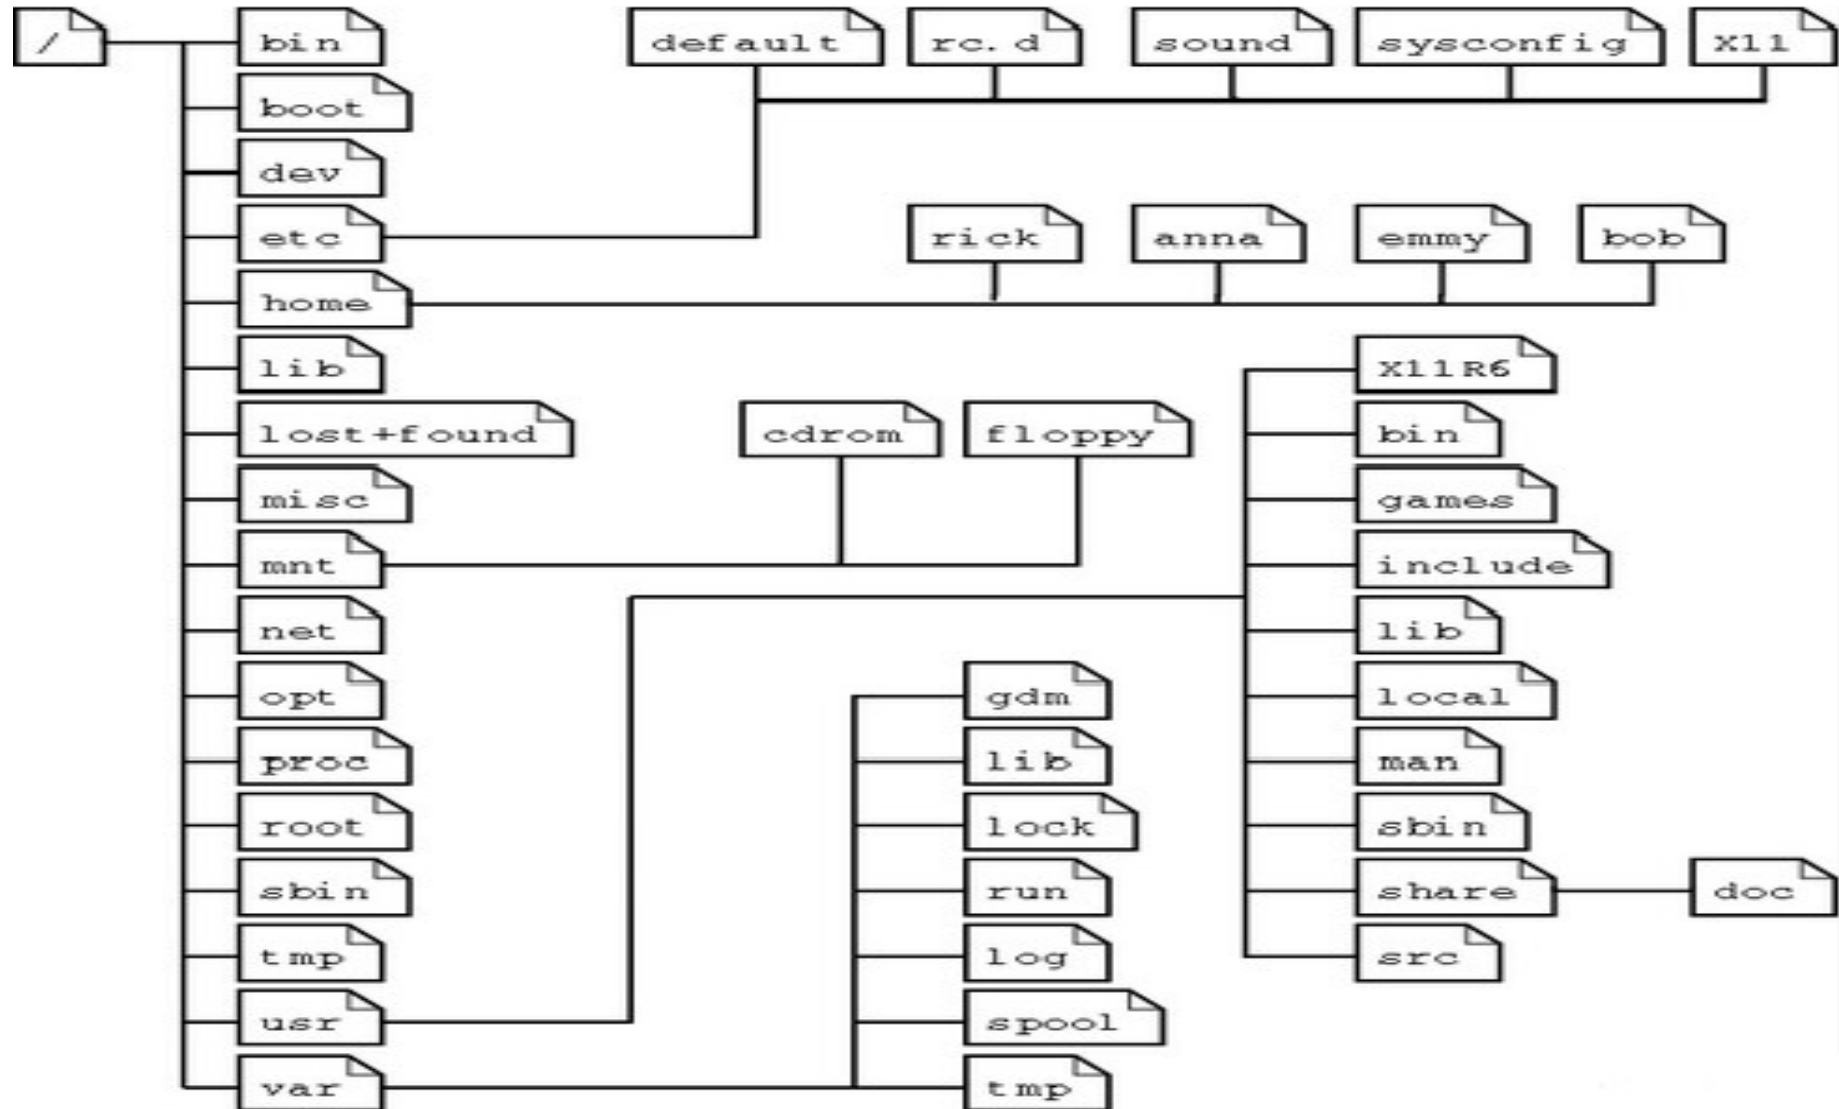 / bin default rc.d sound sysconfig X11
boot
dev
etc rick anna emmy bob
home
lib X11R6
lost+found cdrom floppy bin
misc games
mnt include
net lib
opt gdm local
proc lib man
root lock sbin
sbin run share doc
tmp log src
usr spool
var tmp